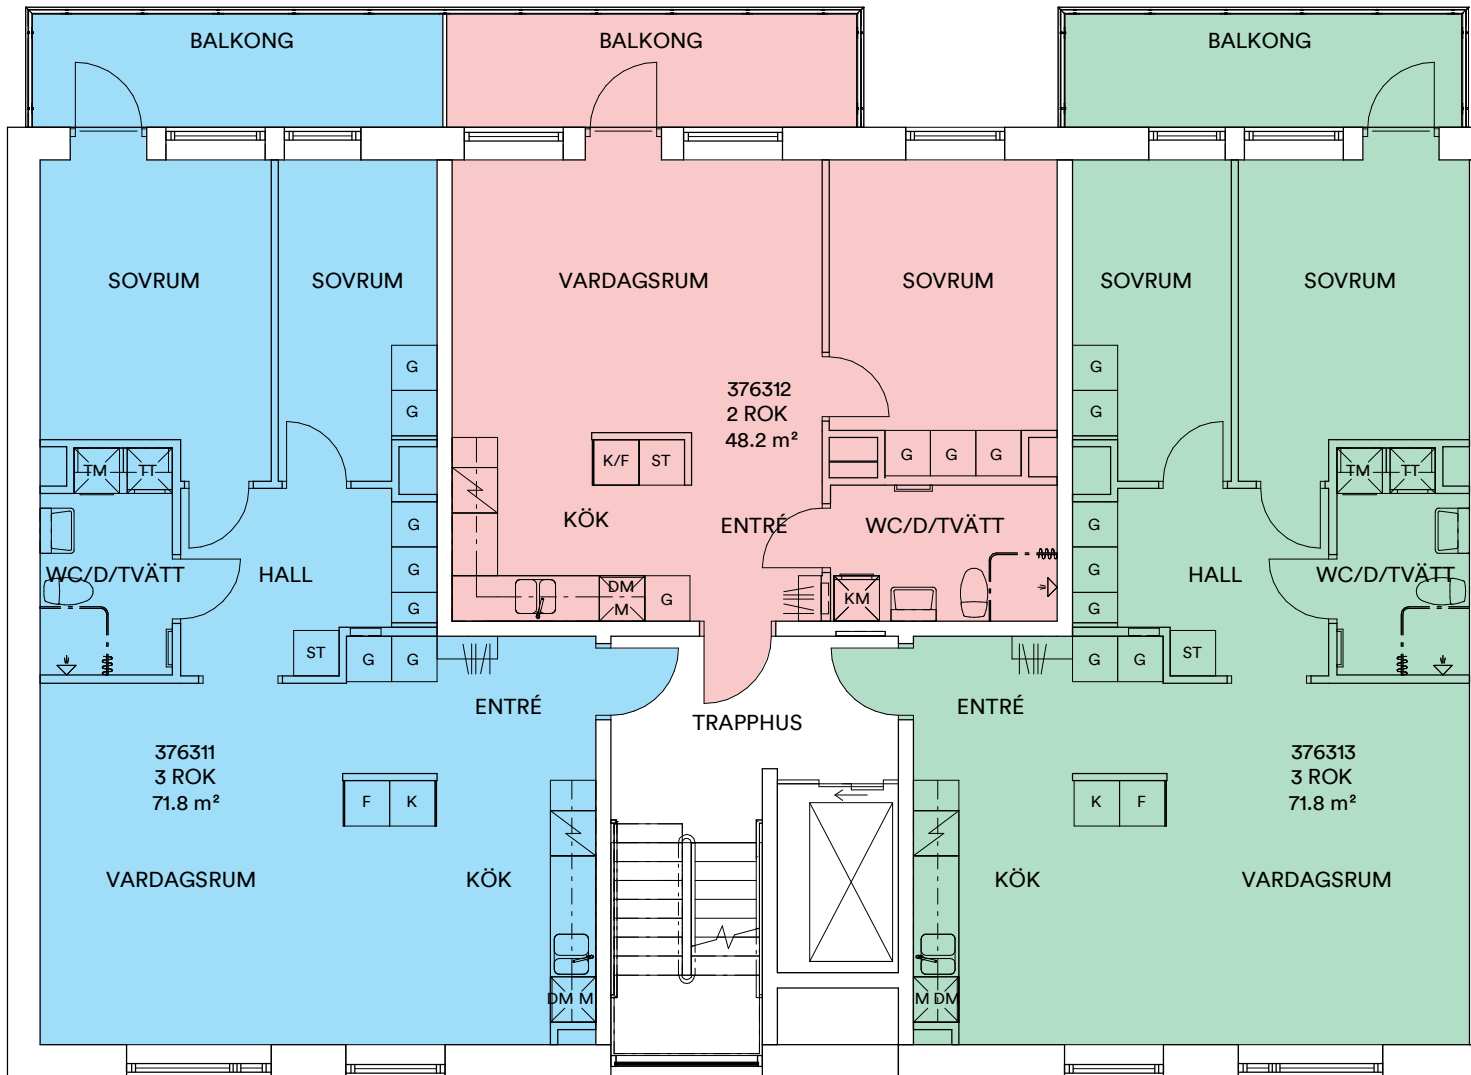 BALKONG
BALKONG
BALKONG
SOVRUM
SOVRUM
VARDAGSRUM
SOVRUM
SOVRUM
SOVRUM
G
G
G
G
376312
2 ROK
48.2 m²
K/F
ST
G
G
G
TM
TT
TM
TT
KÖK
ENTRÉ
WC/D/TVÄTT
G
G
G
G
G
G
WC/D/TVÄTT
HALL
HALL
WC/D/TVÄTT
DM
M
G
KM
ST
G
G
G
G
ST
ENTRÉ
TRAPPHUS
ENTRÉ
376311
3 ROK
71.8 m²
376313
3 ROK
71.8 m²
F
K
K
F
VARDAGSRUM
KÖK
KÖK
VARDAGSRUM
DM M
M DM